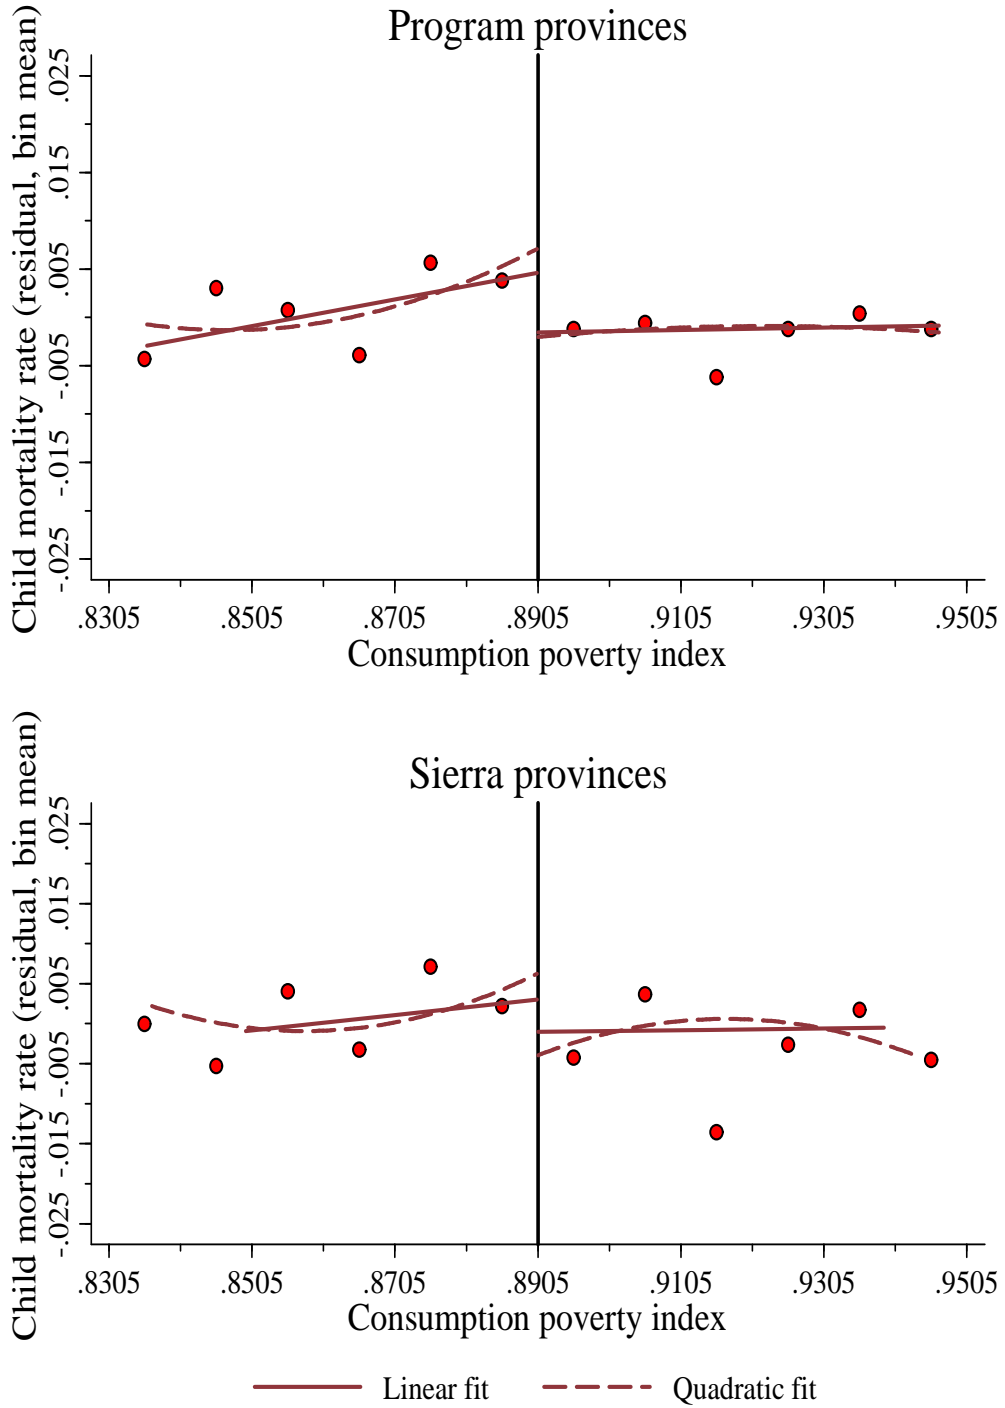 Program provinces
Child mortality rate (residual, bin mean)
.025
.015
.005
-.005
-.015
-.025
.8305 .8505 .8705 .8905 .9105 .9305 .9505
Consumption poverty index
Sierra provinces
Child mortality rate (residual, bin mean)
.025
.015
.005
-.005
-.015
-.025
.8305 .8505 .8705 .8905 .9105 .9305 .9505
Consumption poverty index
Linear fit Quadratic fit